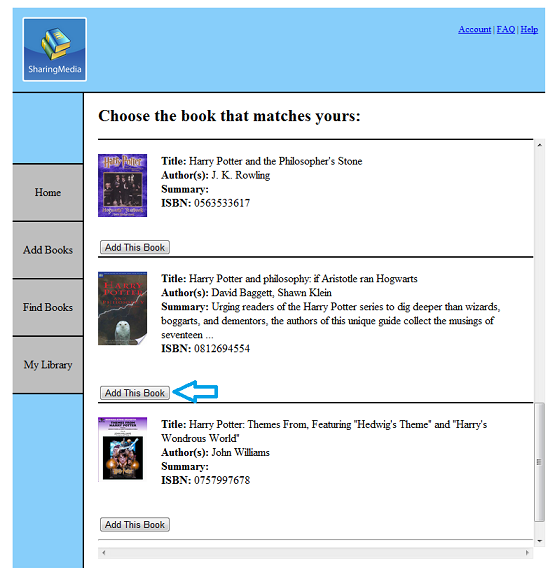 SharingMedia
Account | FAQ | Help
Choose the book that matches yours:
Home
Add Books
Find Books
My Library
Title: Harry Potter and the Philosopher's Stone
Author(s): J. K. Rowling
Summary:
ISBN: 0563533617
Add This Book
HARRY
POTTER
Title: Harry Potter and philosophy: if Aristotle ran Hogwarts
Author(s): David Baggett, Shawn Klein
Summary: Urging readers of the Harry Potter series to dig deeper than wizards,
boggarts, and dementors, the authors of this unique guide collect the musings of
seventeen ...
ISBN: 0812694554
Add This Book
Title: Harry Potter: Themes From, Featuring "Hedwig's Theme" and "Harry's
Wondrous World"
Author(s): John Williams
Summary:
ISBN: 0757997678
Add This Book